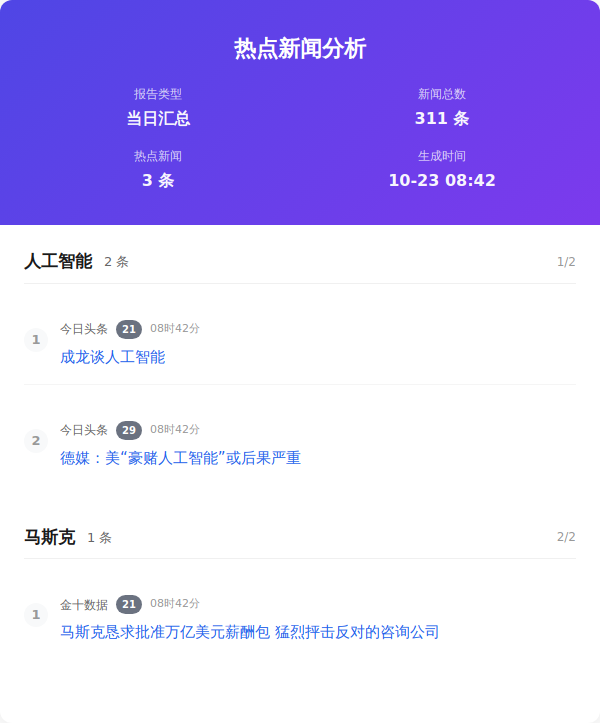 热点新闻分析
报告类型
当日汇总
新闻总数
311 条
热点新闻
3 条
生成时间
10-23 08:42
人工智能 2 条 1/2
1
今日头条 21 08时42分
成龙谈人工智能
2
今日头条 29 08时42分
德媒：美“豪赌人工智能”或后果严重
马斯克 1 条 2/2
1
金十数据 21 08时42分
马斯克恳求批准万亿美元薪酬包 猛烈抨击反对的咨询公司